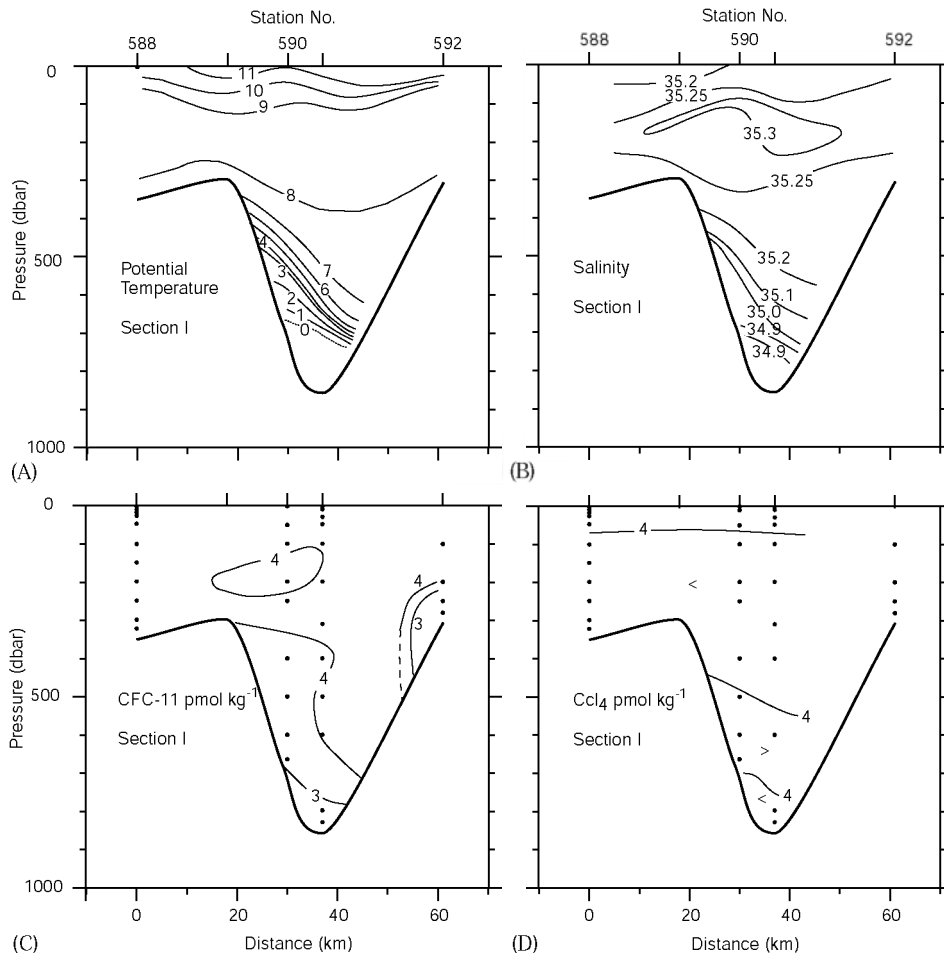 Station No.
588 590 592
0
500
1000
Pressure (dbar)
11
10
9
8
7
6
4
3
2
1
0
Potential
Temperature
Section I
(A)
Station No.
588 590 592
35.2
35.25
35.3
35.25
35.2
35.1
35.0
34.9
34.9
Salinity
Section I
(B)
0
500
1000
Pressure (dbar)
4
4
3
4
3
CFC-11 pmol kg-1
Section I
0 20 40 60
Distance (km)
(C)
4
<
4
>
4
<
Ccl4 pmol kg-1
Section I
0 20 40 60
Distance (km)
(D)